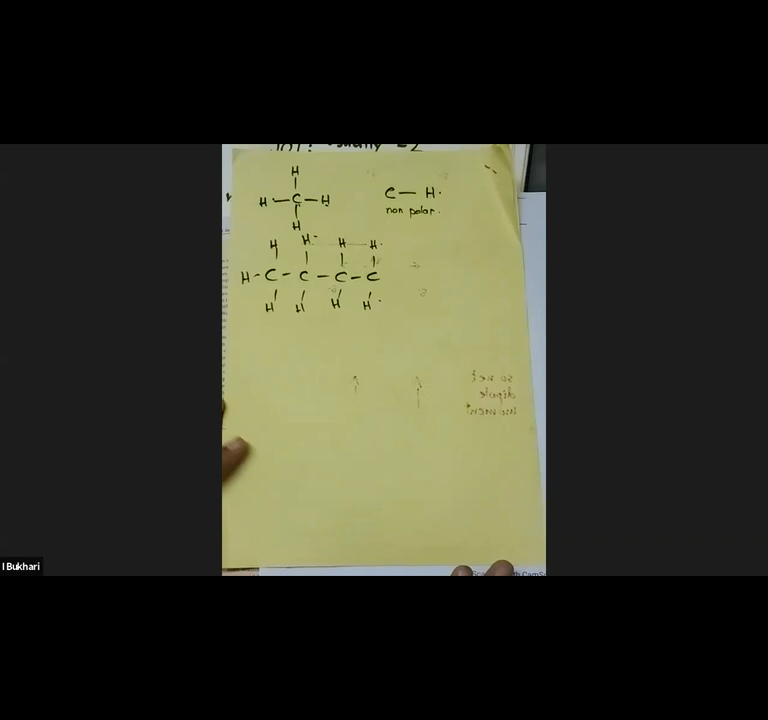 H
H - C - H
H
C - H.
non polar.
H H H H.
H - C - C - C - C
H H H H.
so net
dipole
moment
I Bukhari